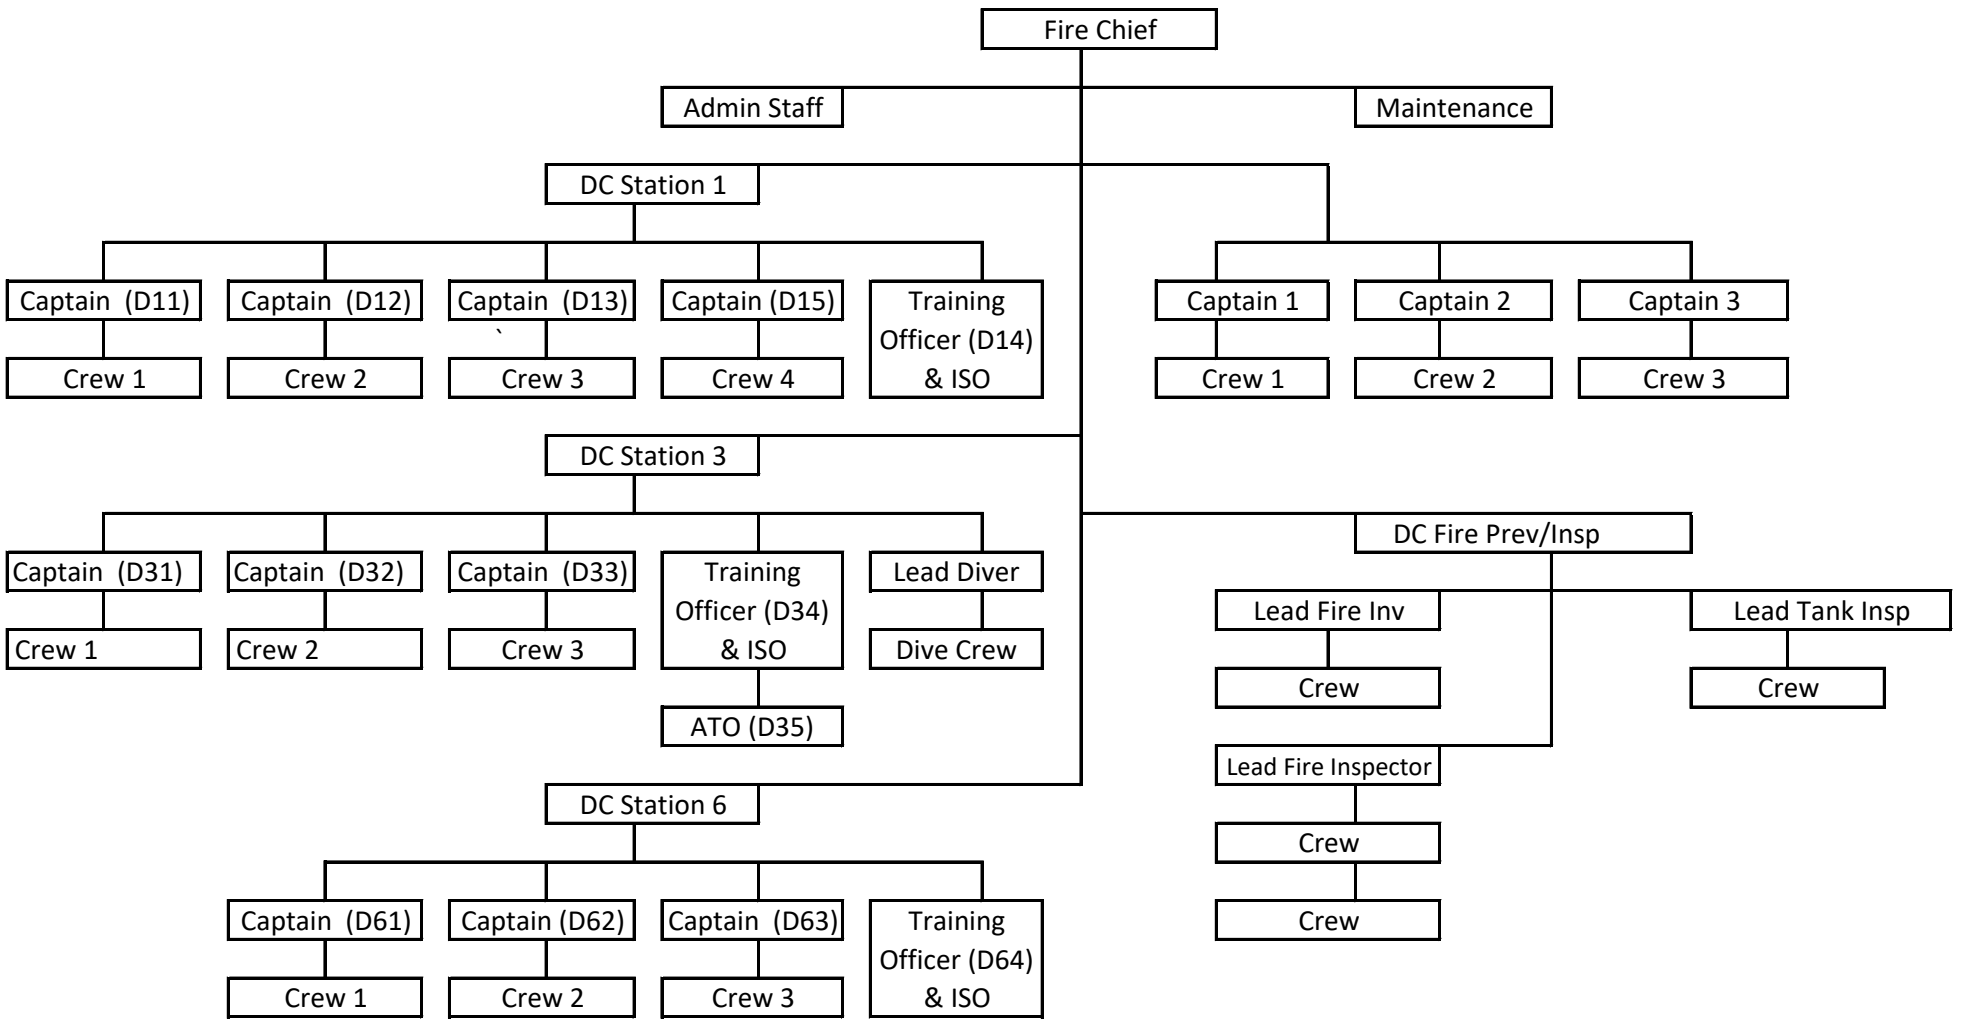 Fire Chief
Admin Staff
Maintenance
DC Station 1
Captain  (D11)
Captain  (D12)
Captain  (D13)
Captain (D15)
Training
Officer (D14)
& ISO
Captain 1
Captain 2
Captain 3
`
Crew 1
Crew 2
Crew 3
Crew 4
Crew 1
Crew 2
Crew 3
DC Station 3
DC Fire Prev/Insp
Captain  (D31)
Captain  (D32)
Captain  (D33)
Training
Officer (D34)
& ISO
Lead Diver
Crew 1
Crew 2
Crew 3
Dive Crew
ATO (D35)
Lead Fire Inv
Lead Tank Insp
Crew
Crew
Lead Fire Inspector
Crew
Crew
DC Station 6
Captain  (D61)
Captain (D62)
Captain  (D63)
Training
Officer (D64)
& ISO
Crew 1
Crew 2
Crew 3